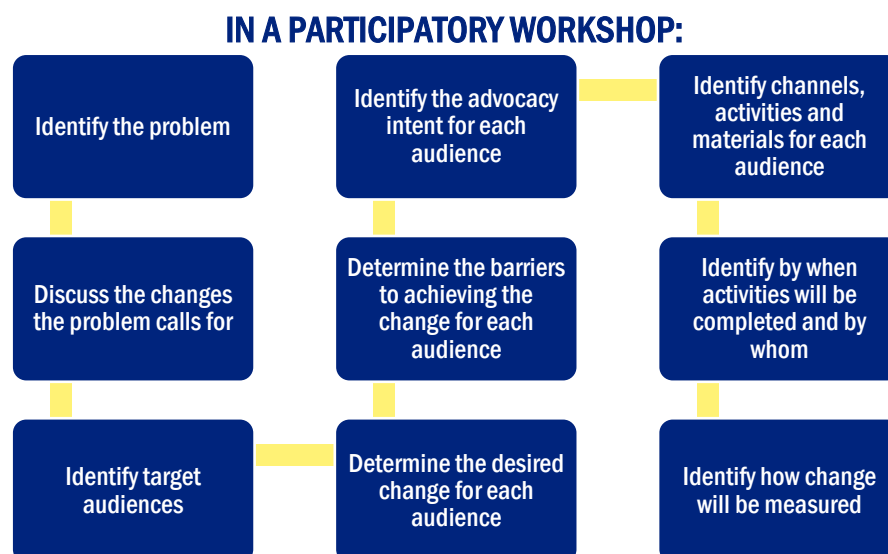 IN A PARTICIPATORY WORKSHOP:
Identify the problem
Discuss the changes
the problem calls for
Identify target
audiences
Determine the desired
change for each
audience
Determine the barriers
to achieving the
change for each
audience
Identify the advocacy
intent for each
audience
Identify channels,
activities and
materials for each
audience
Identify by when
activities will be
completed and by
whom
Identify how change
will be measured